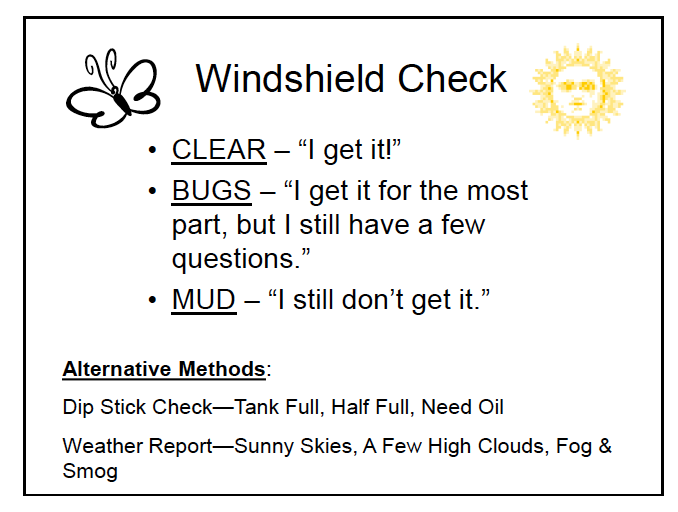 Windshield Check
• CLEAR – “I get it!”
• BUGS – “I get it for the most
part, but I still have a few
questions.”
• MUD – “I still don’t get it.”
Alternative Methods:
Dip Stick Check—Tank Full, Half Full, Need Oil
Weather Report—Sunny Skies, A Few High Clouds, Fog &
Smog